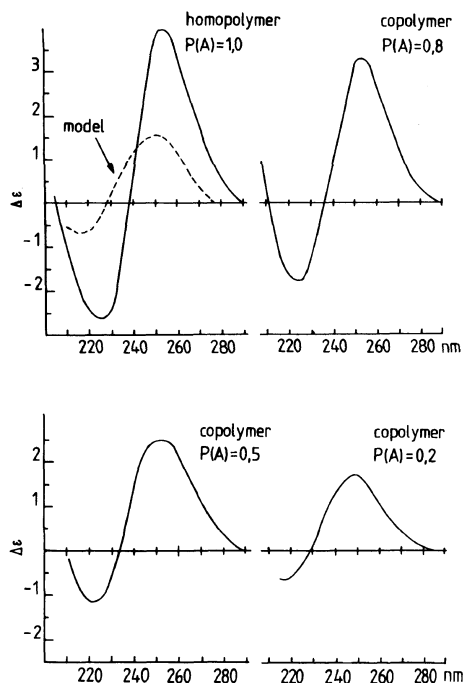 homopolymer
P(A)=1,0
copolymer
P(A)=0,8
model
Δε
3
2
1
-1
-2
220 240 260 280
220 240 260 280 nm
copolymer
P(A)=0,5
copolymer
P(A)=0,2
Δε
2
1
-1
-2
220 240 260 280
220 240 260 280 nm